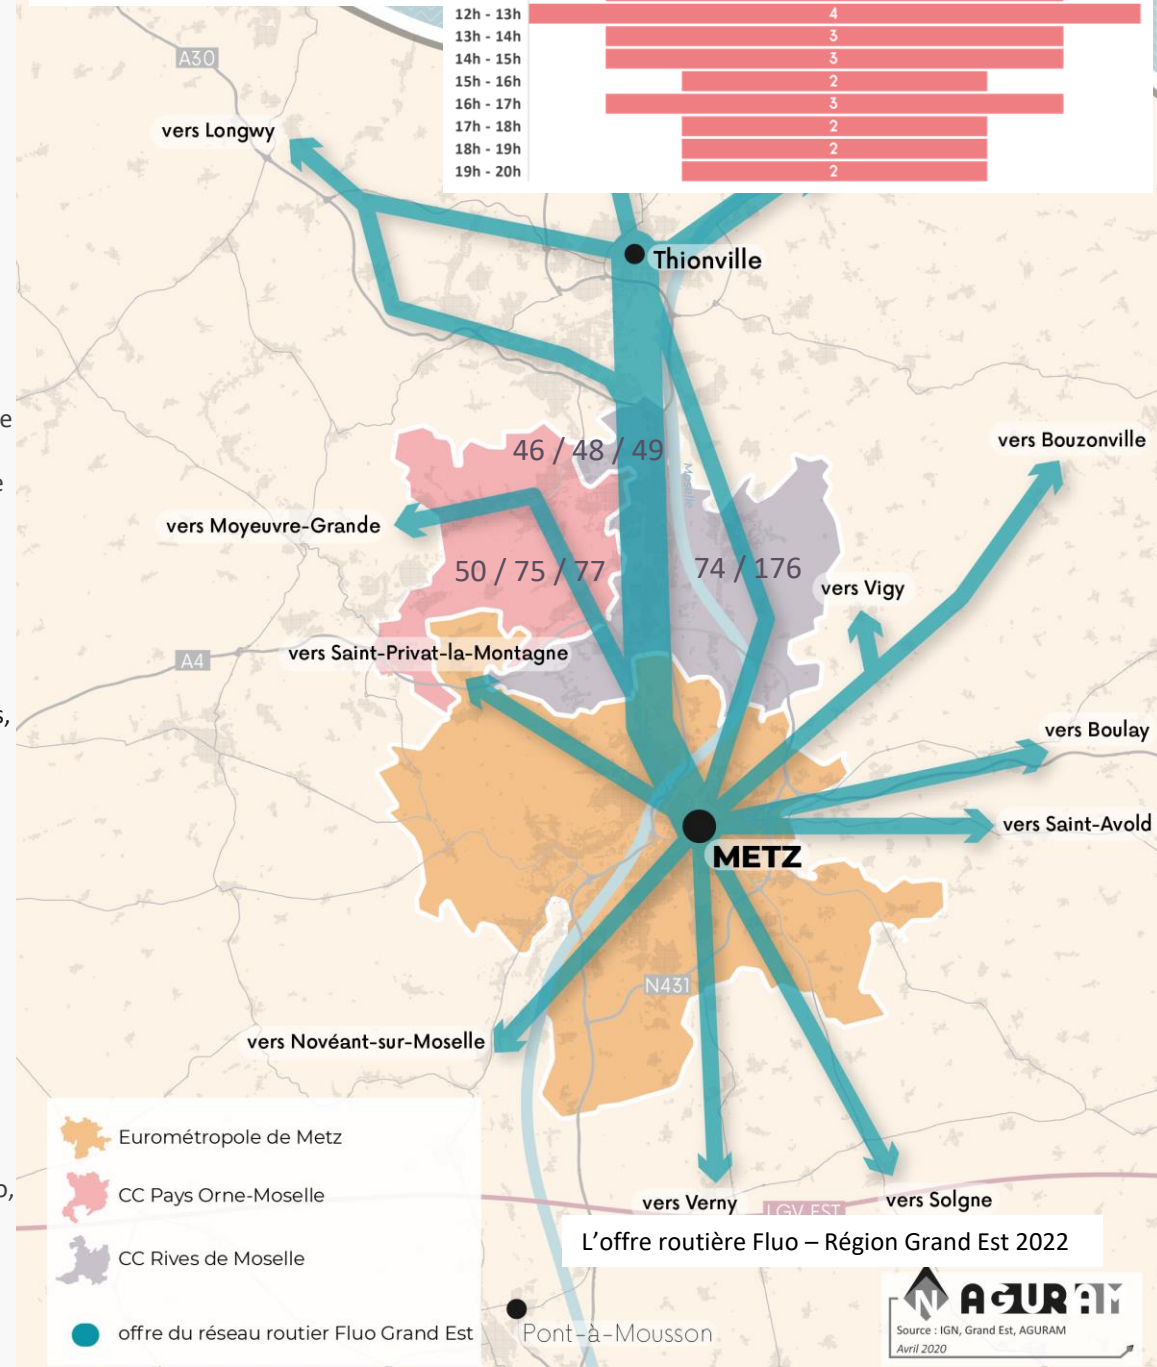 12h - 13h 4
13h - 14h 3
14h - 15h 3
15h - 16h 2
16h - 17h 3
17h - 18h 2
18h - 19h 2
19h - 20h 2
A30
vers Longwy
Thionville
46 / 48 / 49
vers Bouzonville
Moselle
vers Moyeuvre-Grande
50 / 75 / 77
74 / 176
vers Vigy
A4
vers Saint-Privat-la-Montagne
vers Boulay
vers Saint-Avold
METZ
N431
vers Novéant-sur-Moselle
Eurométropole de Metz
CC Pays Orne-Moselle
CC Rives de Moselle
offre du réseau routier Fluo Grand Est
vers Verny
LGV EST
vers Solgne
L'offre routière Fluo – Région Grand Est 2022
Pont-à-Mousson
N AGURAM
Source : IGN, Grand Est, AGURAM
Avril 2020